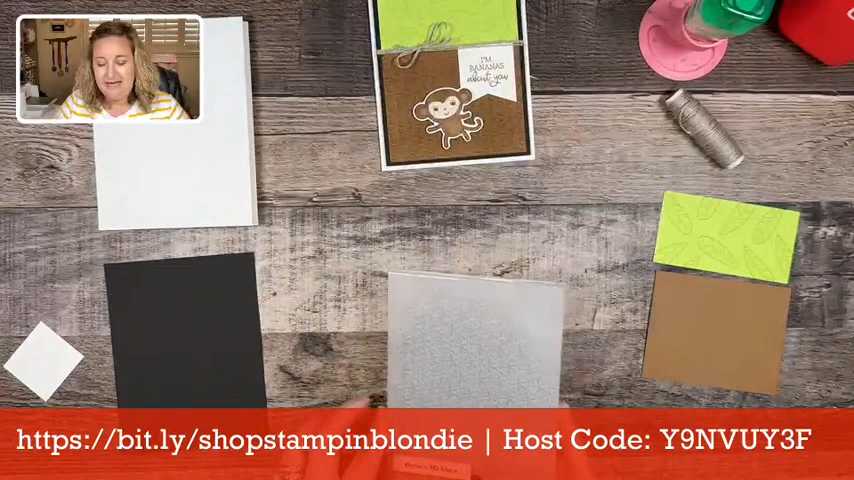 I'M
BANANAS
about you
https://bit.ly/shopstampinblondie | Host Code: Y9NVUY3F